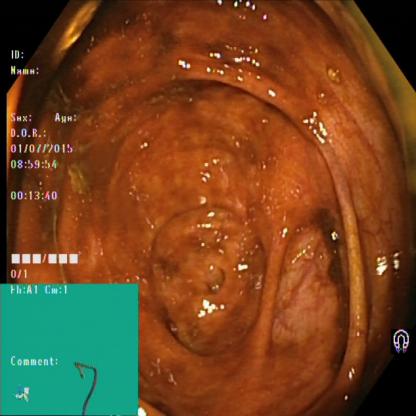 ID:
Name:
Sex: Age:
D.O.B.:
01/07/2015
08:59:54
00:13:40
■■■/■■■
0/1
Eh:A1 Cm:1
Comment: